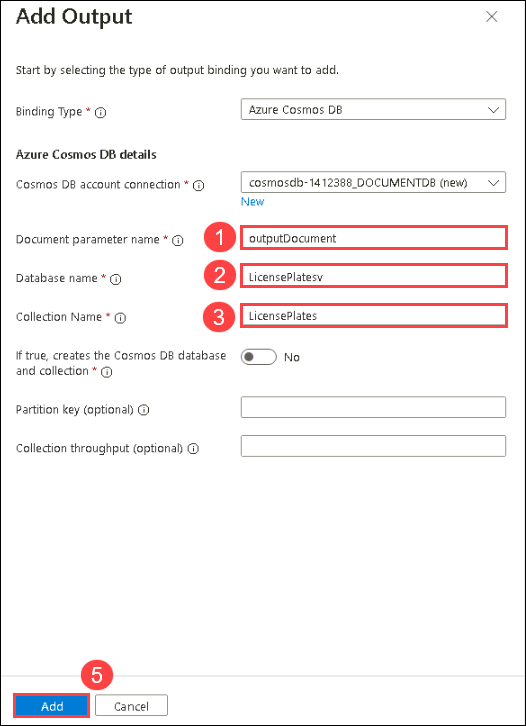 Add Output
Start by selecting the type of output binding you want to add.
Binding Type *
Azure Cosmos DB
Azure Cosmos DB details
Cosmos DB account connection *
cosmosdb-1412388_DOCUMENTDB (new)
New
Document parameter name *
1
outputDocument
Database name *
2
LicensePlatesv
Collection Name *
3
LicensePlates
If true, creates the Cosmos DB database
and collection *
No
Partition key (optional)
Collection throughput (optional)
5
Add
Cancel